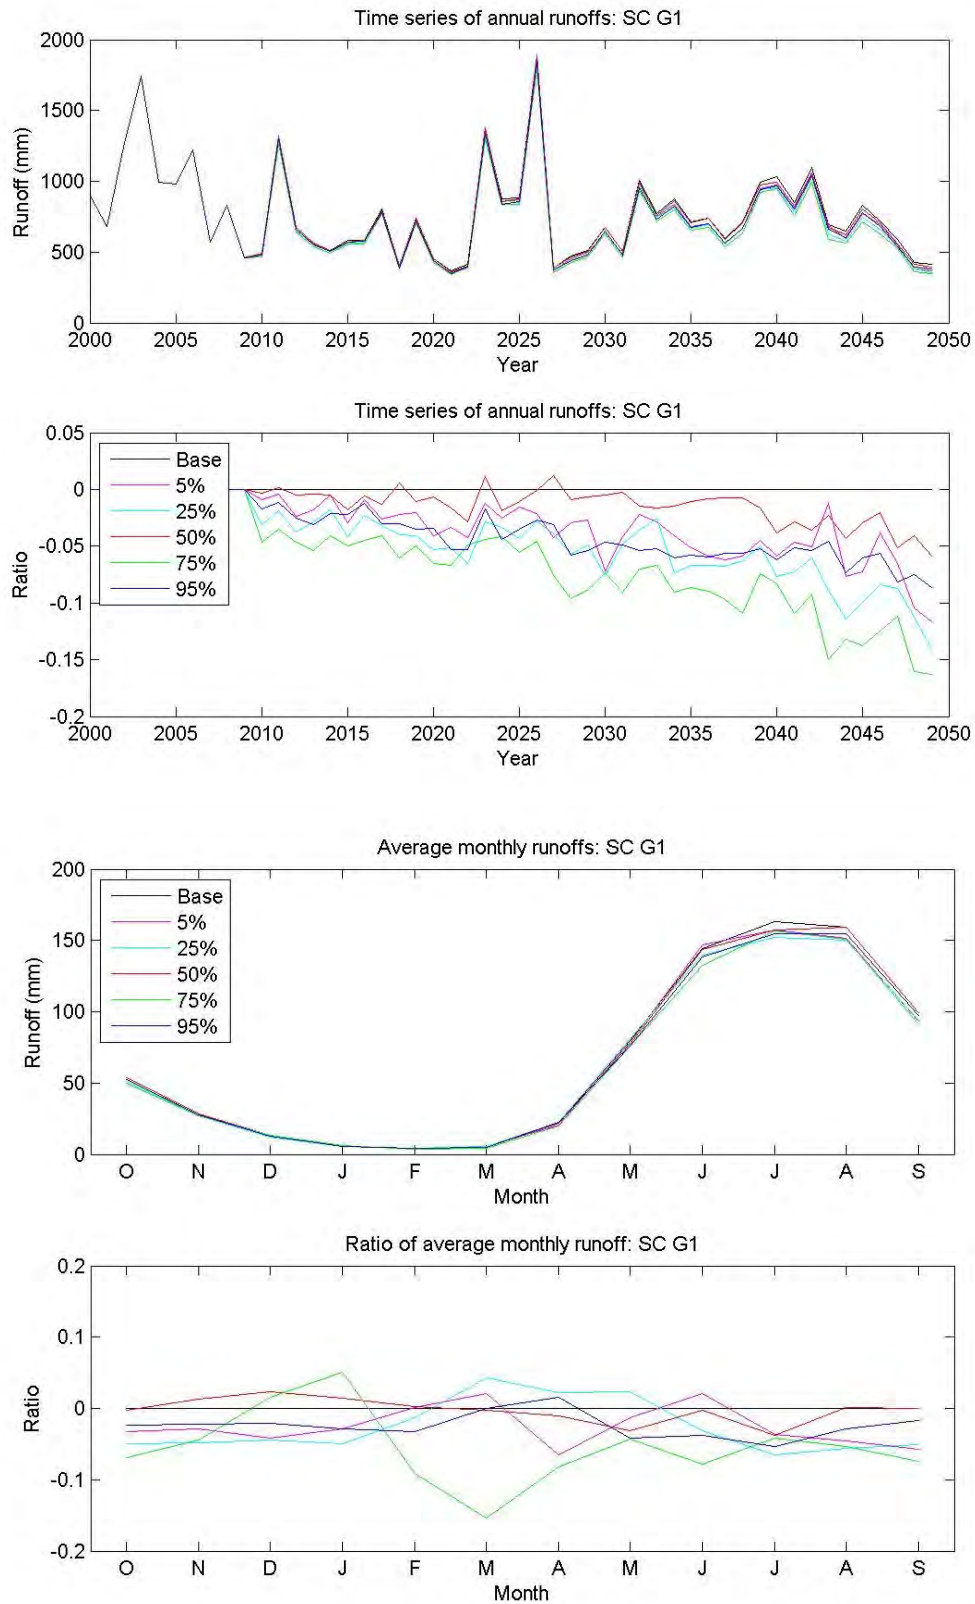 Time series of annual runoffs: SC G1
2000
1500
1000
500
0
Runoff (mm)
2000 2005 2010 2015 2020 2025 2030 2035 2040 2045 2050
Year
Time series of annual runoffs: SC G1
0.05
0
-0.05
-0.1
-0.15
-0.2
Ratio
Base
5%
25%
50%
75%
95%
2000 2005 2010 2015 2020 2025 2030 2035 2040 2045 2050
Year
Average monthly runoffs: SC G1
200
150
100
50
0
Runoff (mm)
Base
5%
25%
50%
75%
95%
O N D J F M A M J J A S
Month
Ratio of average monthly runoff: SC G1
0.2
0.1
0
-0.1
-0.2
Ratio
O N D J F M A M J J A S
Month